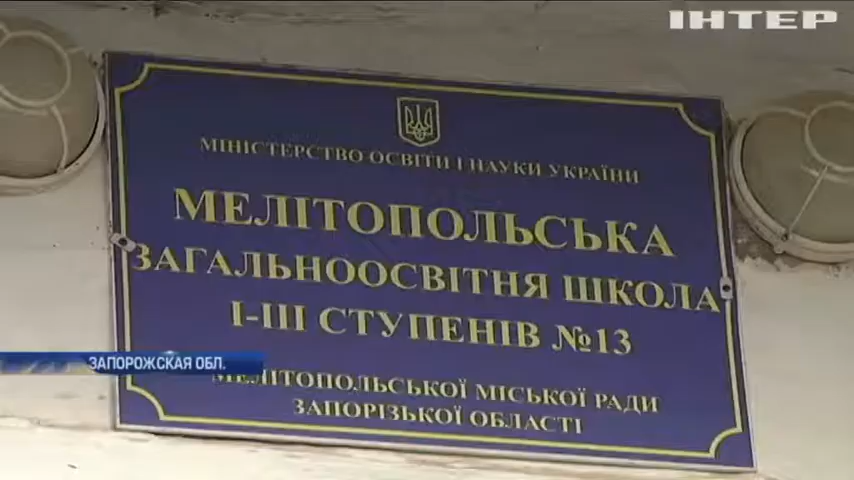 ІНТЕР
МІНІСТЕРСТВО ОСВІТИ І НАУКИ УКРАЇНИ
МЕЛІТОПОЛЬСЬКА
ЗАГАЛЬНООСВІТНЯ ШКОЛА
І-ІІІ СТУПЕНІВ №13
ЗАПОРОЖСКАЯ ОБЛ.
МЕЛІТОПОЛЬСЬКОЇ МІСЬКОЇ РАДИ
ЗАПОРІЗЬКОЇ ОБЛАСТІ